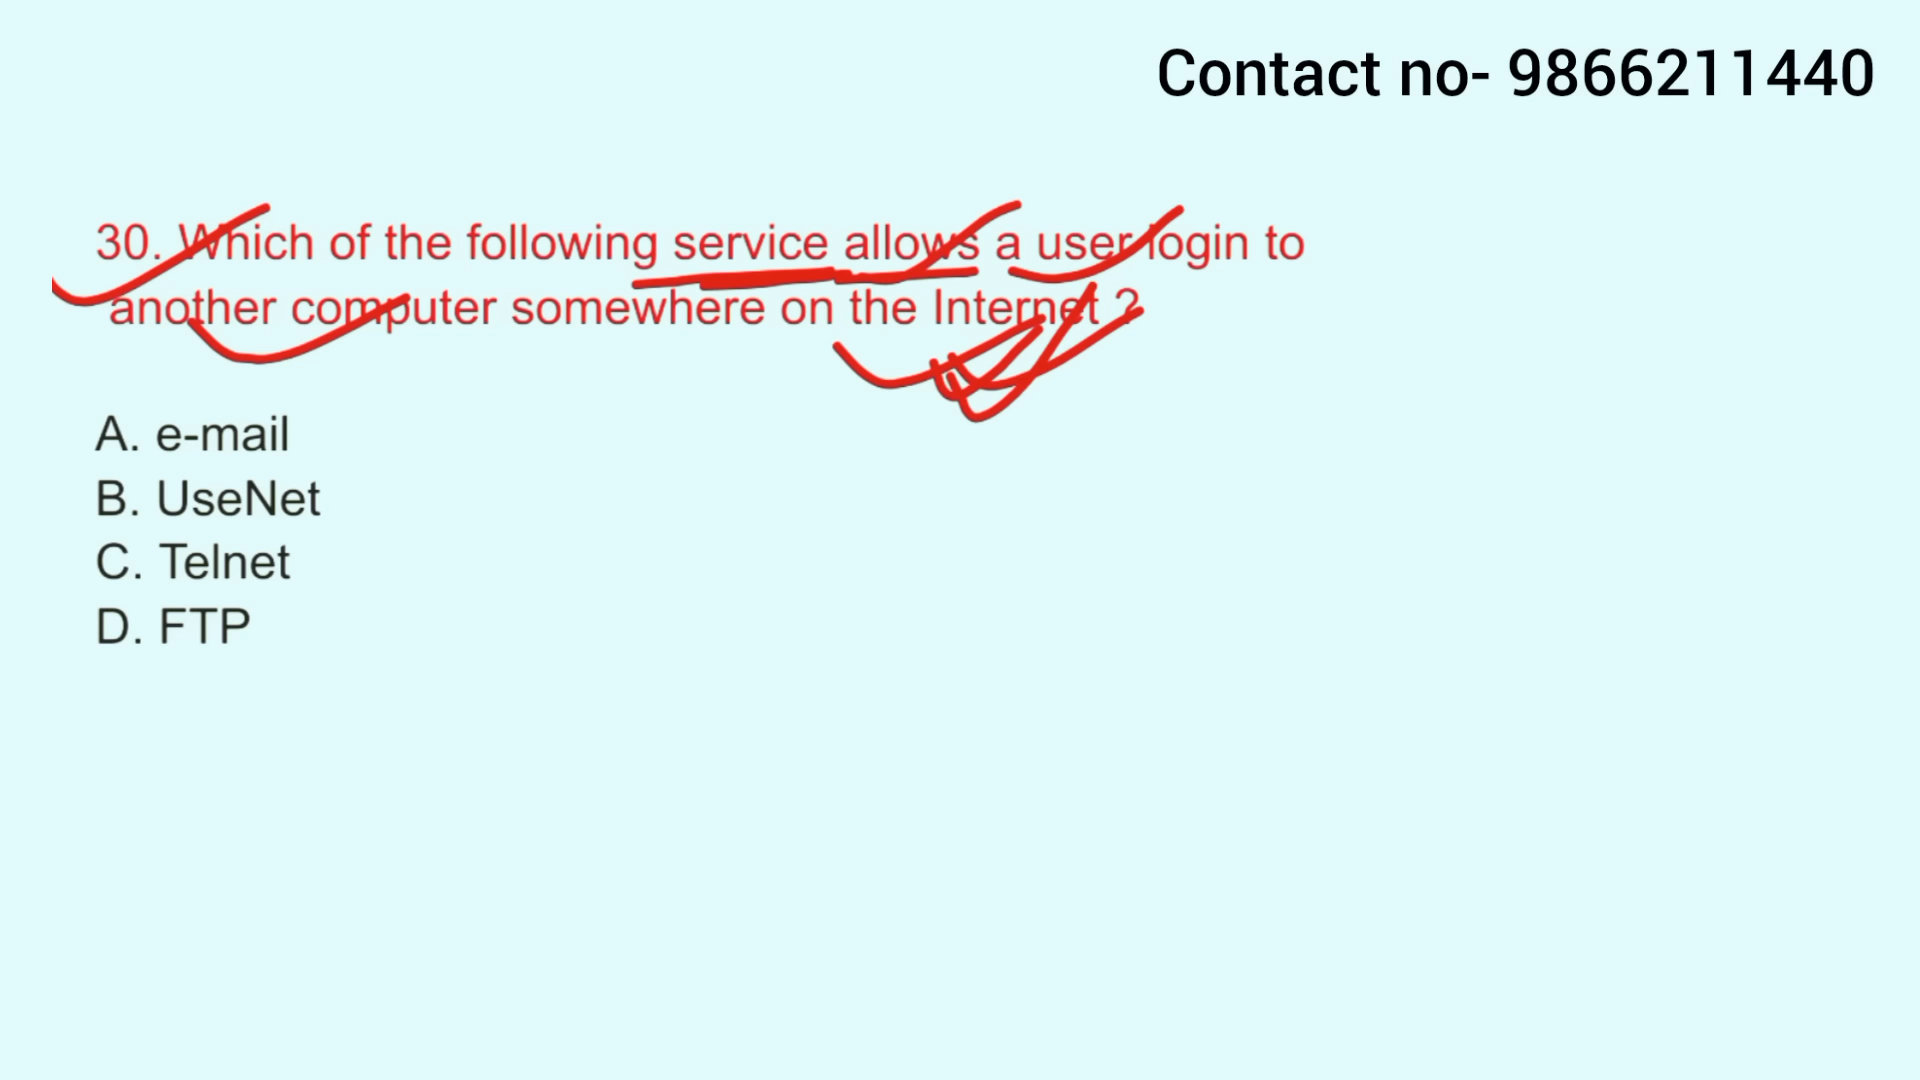 Contact no- 9866211440
30. Which of the following service allows a user login to
another computer somewhere on the Internet ?
A. e-mail
B. UseNet
C. Telnet
D. FTP